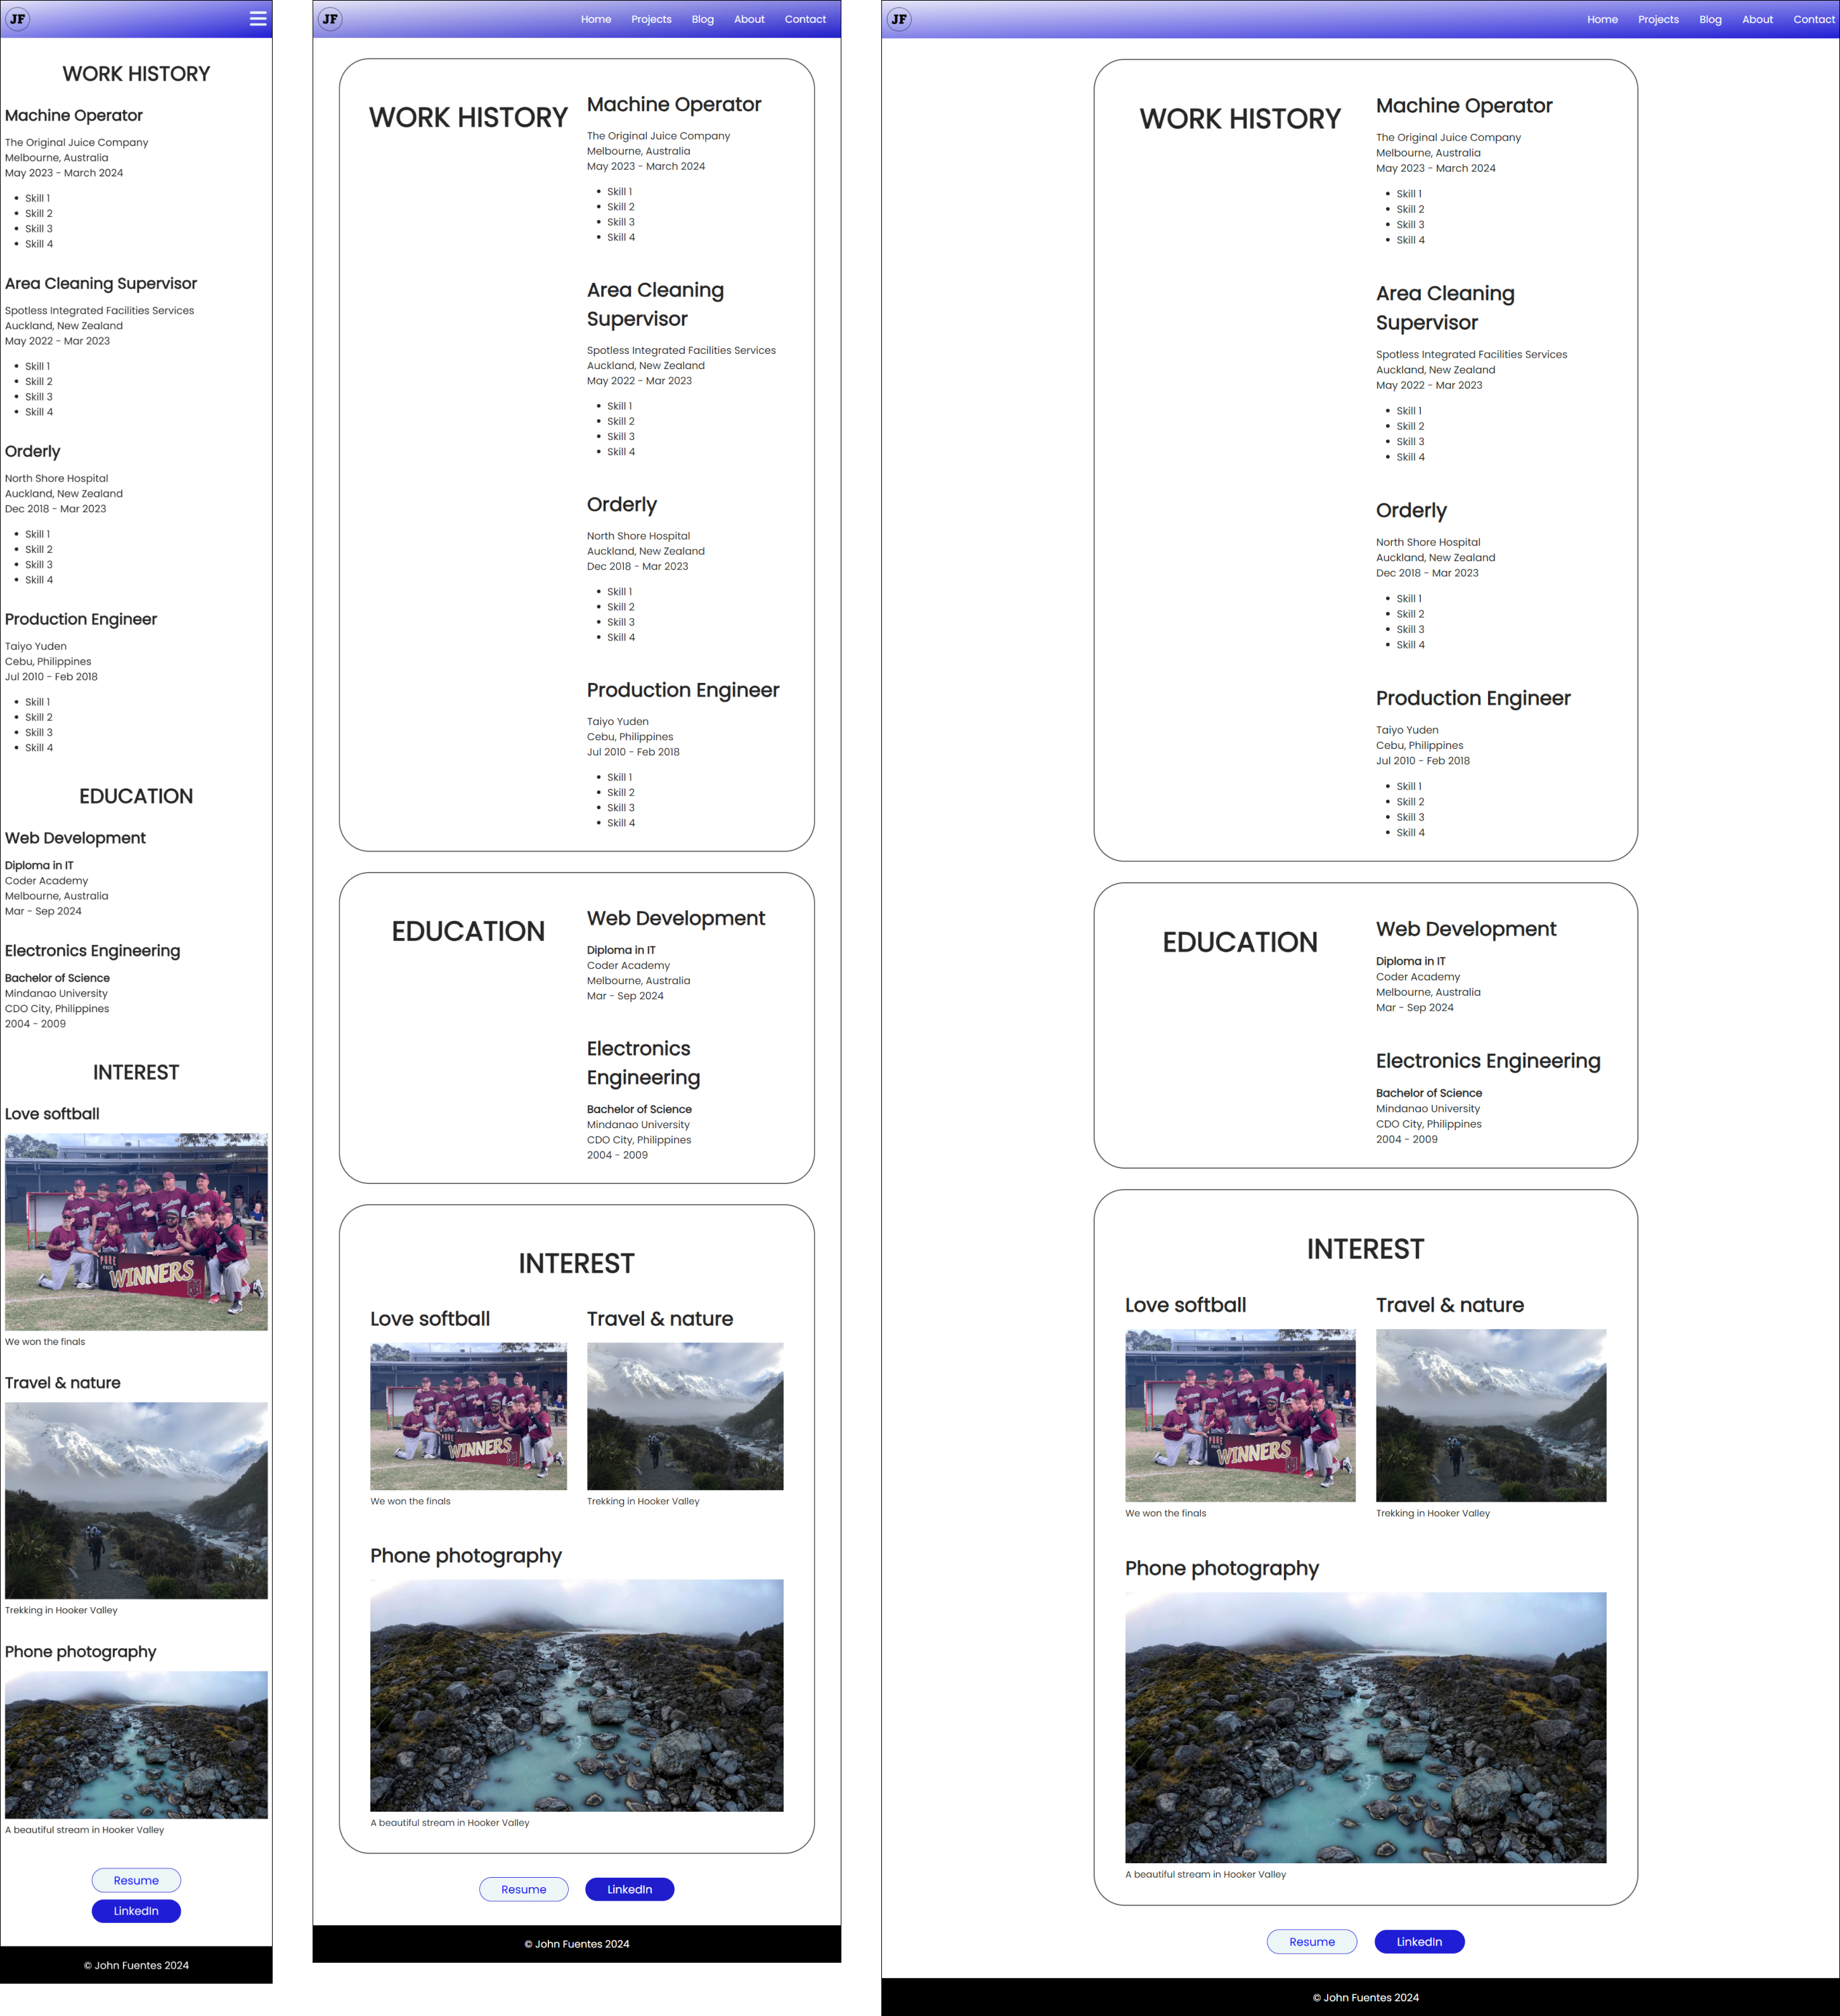 JF
WORK HISTORY
Machine Operator
The Original Juice Company
Melbourne, Australia
May 2023 - March 2024
• Skill 1
• Skill 2
• Skill 3
• Skill 4
Area Cleaning Supervisor
Spotless Integrated Facilities Services
Auckland, New Zealand
May 2022 - Mar 2023
• Skill 1
• Skill 2
• Skill 3
• Skill 4
Orderly
North Shore Hospital
Auckland, New Zealand
Dec 2018 - Mar 2023
• Skill 1
• Skill 2
• Skill 3
• Skill 4
Production Engineer
Taiyo Yuden
Cebu, Philippines
Jul 2010 - Feb 2018
• Skill 1
• Skill 2
• Skill 3
• Skill 4
EDUCATION
Web Development
Diploma in IT
Coder Academy
Melbourne, Australia
Mar - Sep 2024
Electronics Engineering
Bachelor of Science
Mindanao University
CDO City, Philippines
2004 - 2009
INTEREST
Love softball
PURE
WINNERS
We won the finals
Travel & nature
Trekking in Hooker Valley
Phone photography
A beautiful stream in Hooker Valley
Resume
LinkedIn
© John Fuentes 2024
JF
Home Projects Blog About Contact
WORK HISTORY
Machine Operator
The Original Juice Company
Melbourne, Australia
May 2023 - March 2024
• Skill 1
• Skill 2
• Skill 3
• Skill 4
Area Cleaning
Supervisor
Spotless Integrated Facilities Services
Auckland, New Zealand
May 2022 - Mar 2023
• Skill 1
• Skill 2
• Skill 3
• Skill 4
Orderly
North Shore Hospital
Auckland, New Zealand
Dec 2018 - Mar 2023
• Skill 1
• Skill 2
• Skill 3
• Skill 4
Production Engineer
Taiyo Yuden
Cebu, Philippines
Jul 2010 - Feb 2018
• Skill 1
• Skill 2
• Skill 3
• Skill 4
EDUCATION
Web Development
Diploma in IT
Coder Academy
Melbourne, Australia
Mar - Sep 2024
Electronics
Engineering
Bachelor of Science
Mindanao University
CDO City, Philippines
2004 - 2009
INTEREST
Love softball
PURE
WINNERS
We won the finals
Travel & nature
Trekking in Hooker Valley
Phone photography
A beautiful stream in Hooker Valley
Resume
LinkedIn
© John Fuentes 2024
JF
Home Projects Blog About Contact
WORK HISTORY
Machine Operator
The Original Juice Company
Melbourne, Australia
May 2023 - March 2024
• Skill 1
• Skill 2
• Skill 3
• Skill 4
Area Cleaning
Supervisor
Spotless Integrated Facilities Services
Auckland, New Zealand
May 2022 - Mar 2023
• Skill 1
• Skill 2
• Skill 3
• Skill 4
Orderly
North Shore Hospital
Auckland, New Zealand
Dec 2018 - Mar 2023
• Skill 1
• Skill 2
• Skill 3
• Skill 4
Production Engineer
Taiyo Yuden
Cebu, Philippines
Jul 2010 - Feb 2018
• Skill 1
• Skill 2
• Skill 3
• Skill 4
EDUCATION
Web Development
Diploma in IT
Coder Academy
Melbourne, Australia
Mar - Sep 2024
Electronics Engineering
Bachelor of Science
Mindanao University
CDO City, Philippines
2004 - 2009
INTEREST
Love softball
PURE
WINNERS
We won the finals
Travel & nature
Trekking in Hooker Valley
Phone photography
A beautiful stream in Hooker Valley
Resume
LinkedIn
© John Fuentes 2024